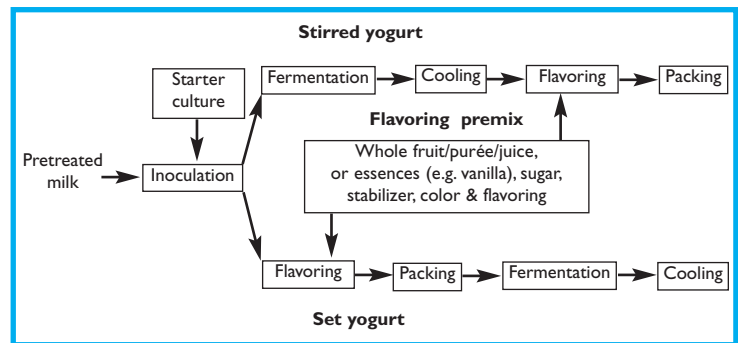 Stirred yogurt
Starter
culture
Fermentation
Cooling
Flavoring
Packing
Flavoring premix
Pretreated
milk
Inoculation
Whole fruit/purée/juice,
or essences (e.g. vanilla), sugar,
stabilizer, color & flavoring
Flavoring
Packing
Fermentation
Cooling
Set yogurt